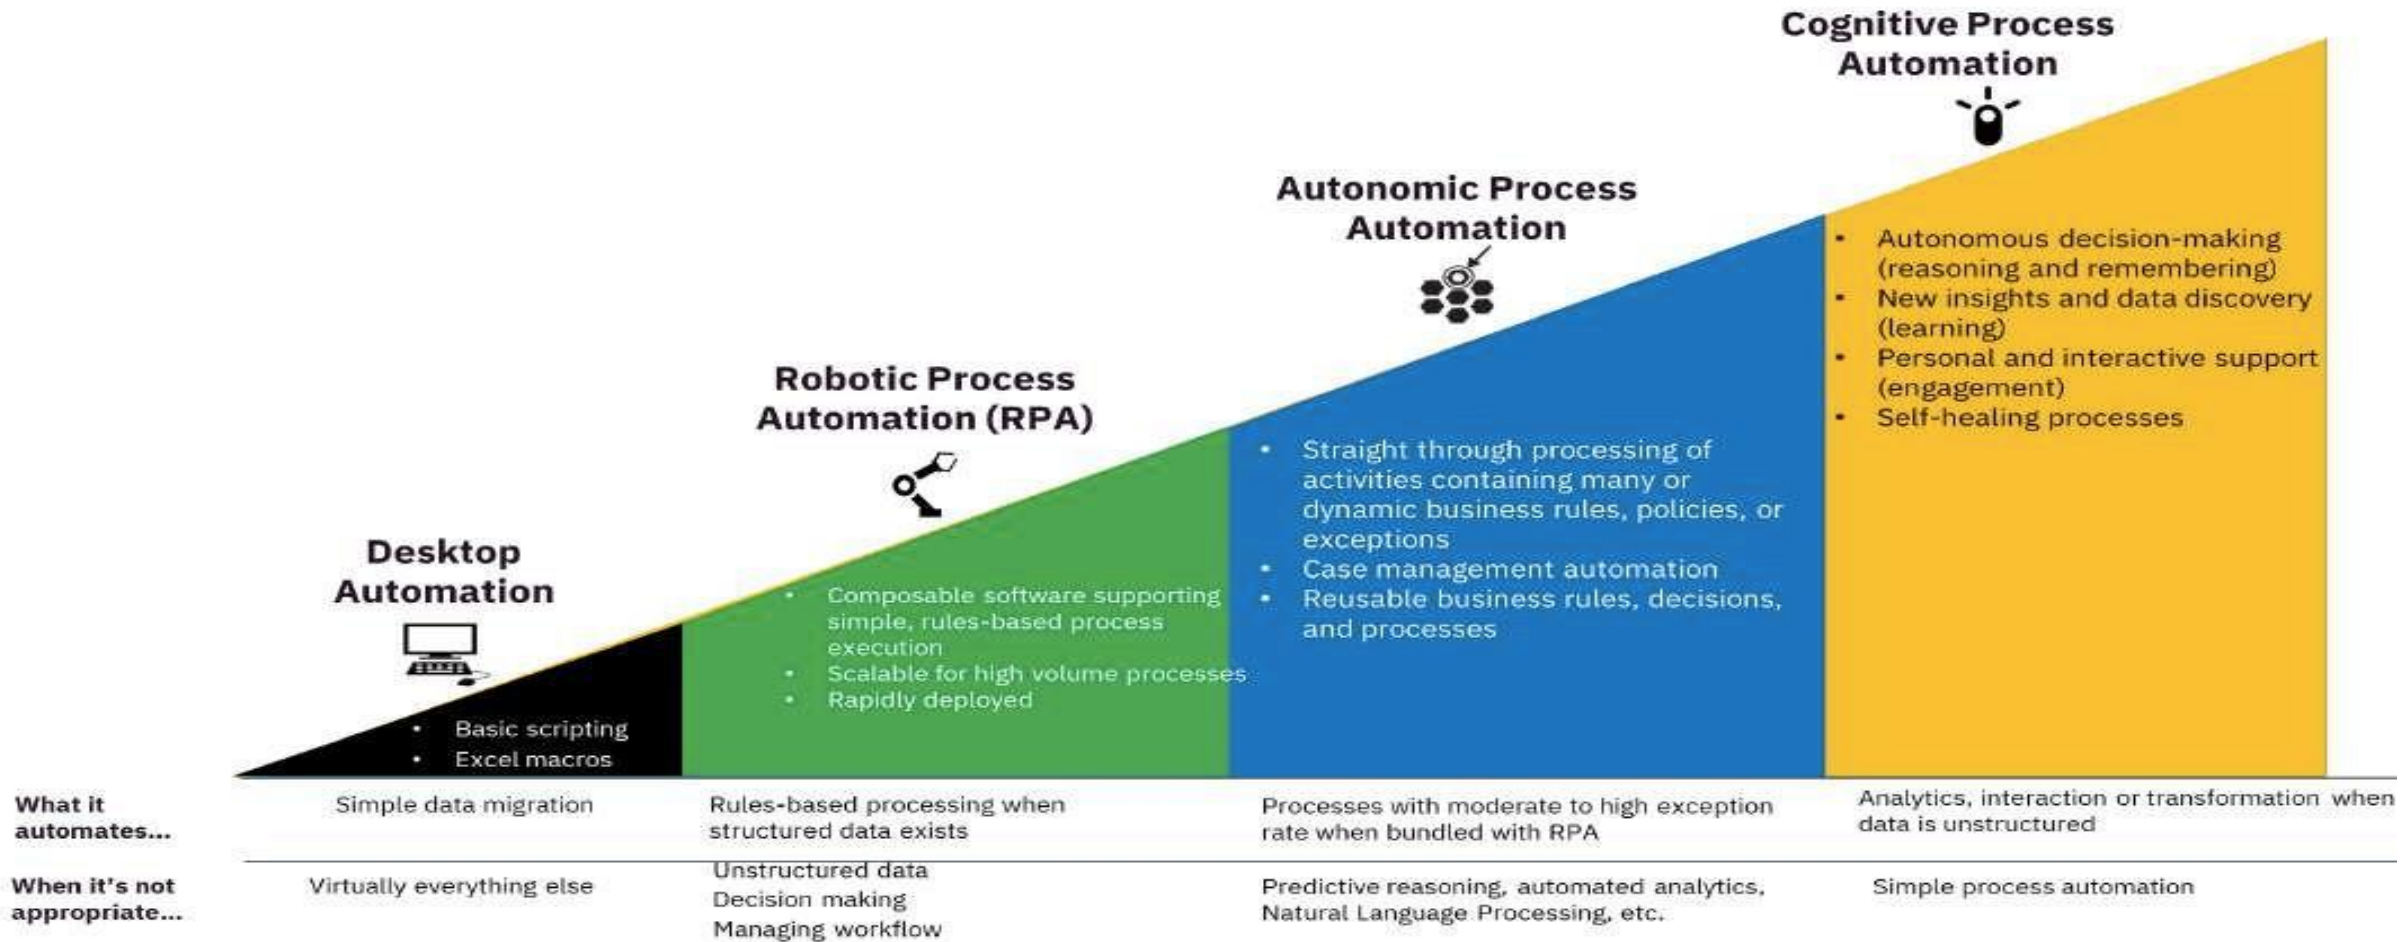 Cognitive Process
Automation
Autonomic Process
Automation
Robotic Process
Automation (RPA)
Desktop
Automation
• Basic scripting
• Excel macros
• Composable software supporting
simple, rules-based process
execution
• Scalable for high volume processes
• Rapidly deployed
• Straight through processing of
activities containing many or
dynamic business rules, policies, or
exceptions
• Case management automation
• Reusable business rules, decisions,
and processes
• Autonomous decision-making
(reasoning and remembering)
• New insights and data discovery
(learning)
• Personal and interactive support
(engagement)
• Self-healing processes
What it
automates...
Simple data migration
Rules-based processing when
structured data exists
Processes with moderate to high exception
rate when bundled with RPA
Analytics, interaction or transformation when
data is unstructured
When it's not
appropriate...
Virtually everything else
Unstructured data
Decision making
Managing workflow
Predictive reasoning, automated analytics,
Natural Language Processing, etc.
Simple process automation